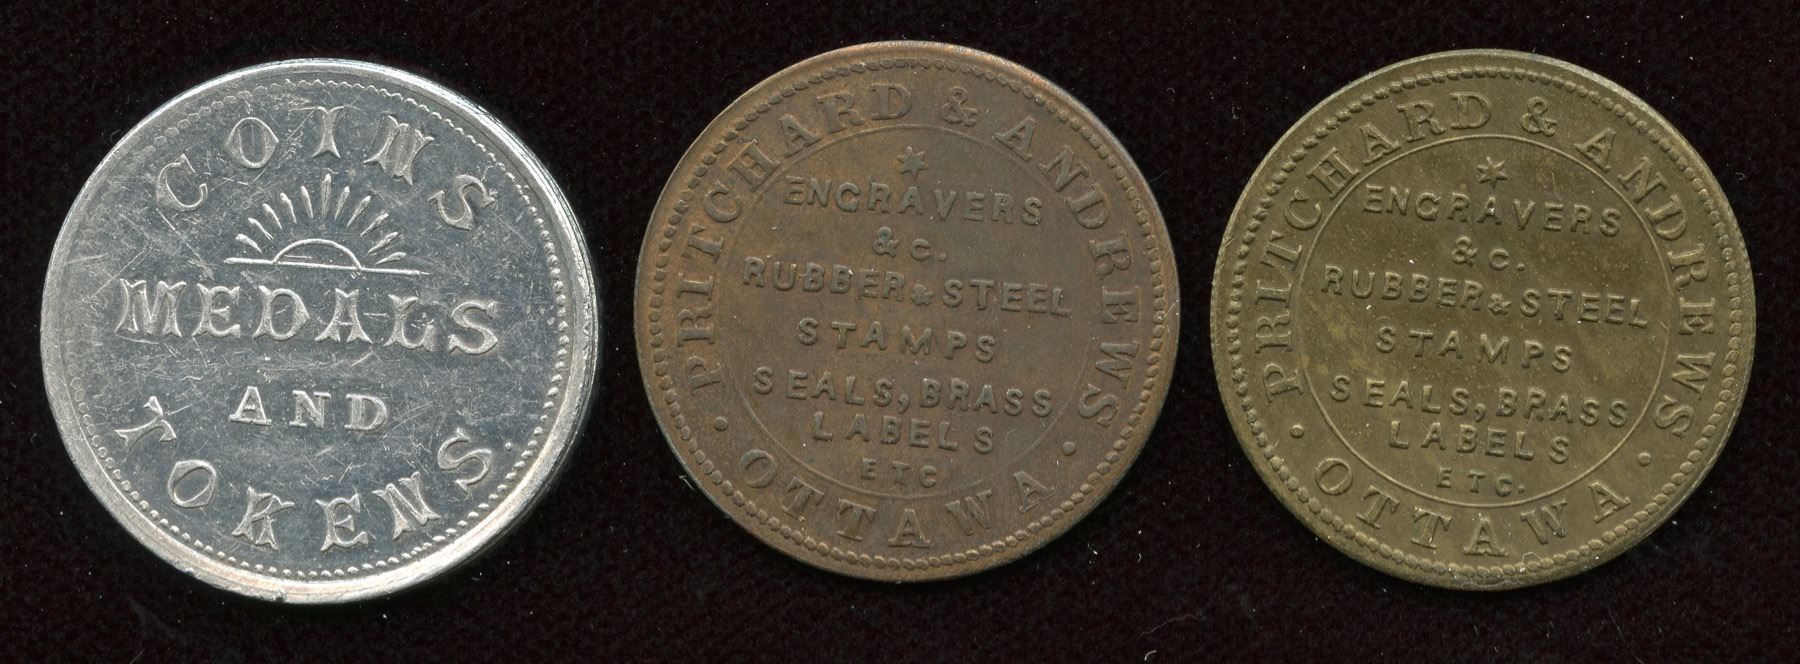 COINS
MEDALS
AND
TOKENS
PRITCHARD & ANDREWS
* ENGRAVERS
& C.
RUBBER & STEEL
STAMPS
SEALS, BRASS
LABELS
ETC
· OTTAWA ·
PRITCHARD & ANDREWS
* ENGRAVERS
& C.
RUBBER & STEEL
STAMPS
SEALS, BRASS
LABELS
ETC.
· OTTAWA ·